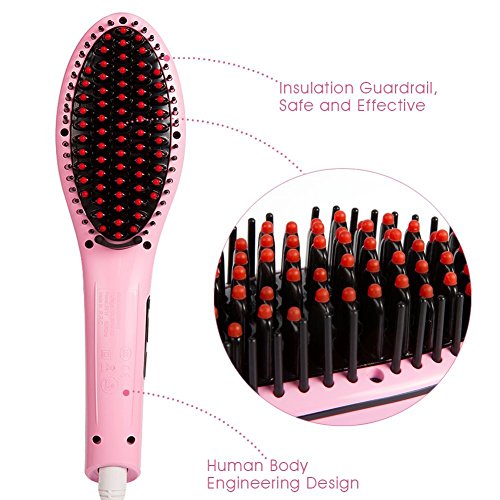 Insulation Guardrail,
Safe and Effective
Human Body
Engineering Design